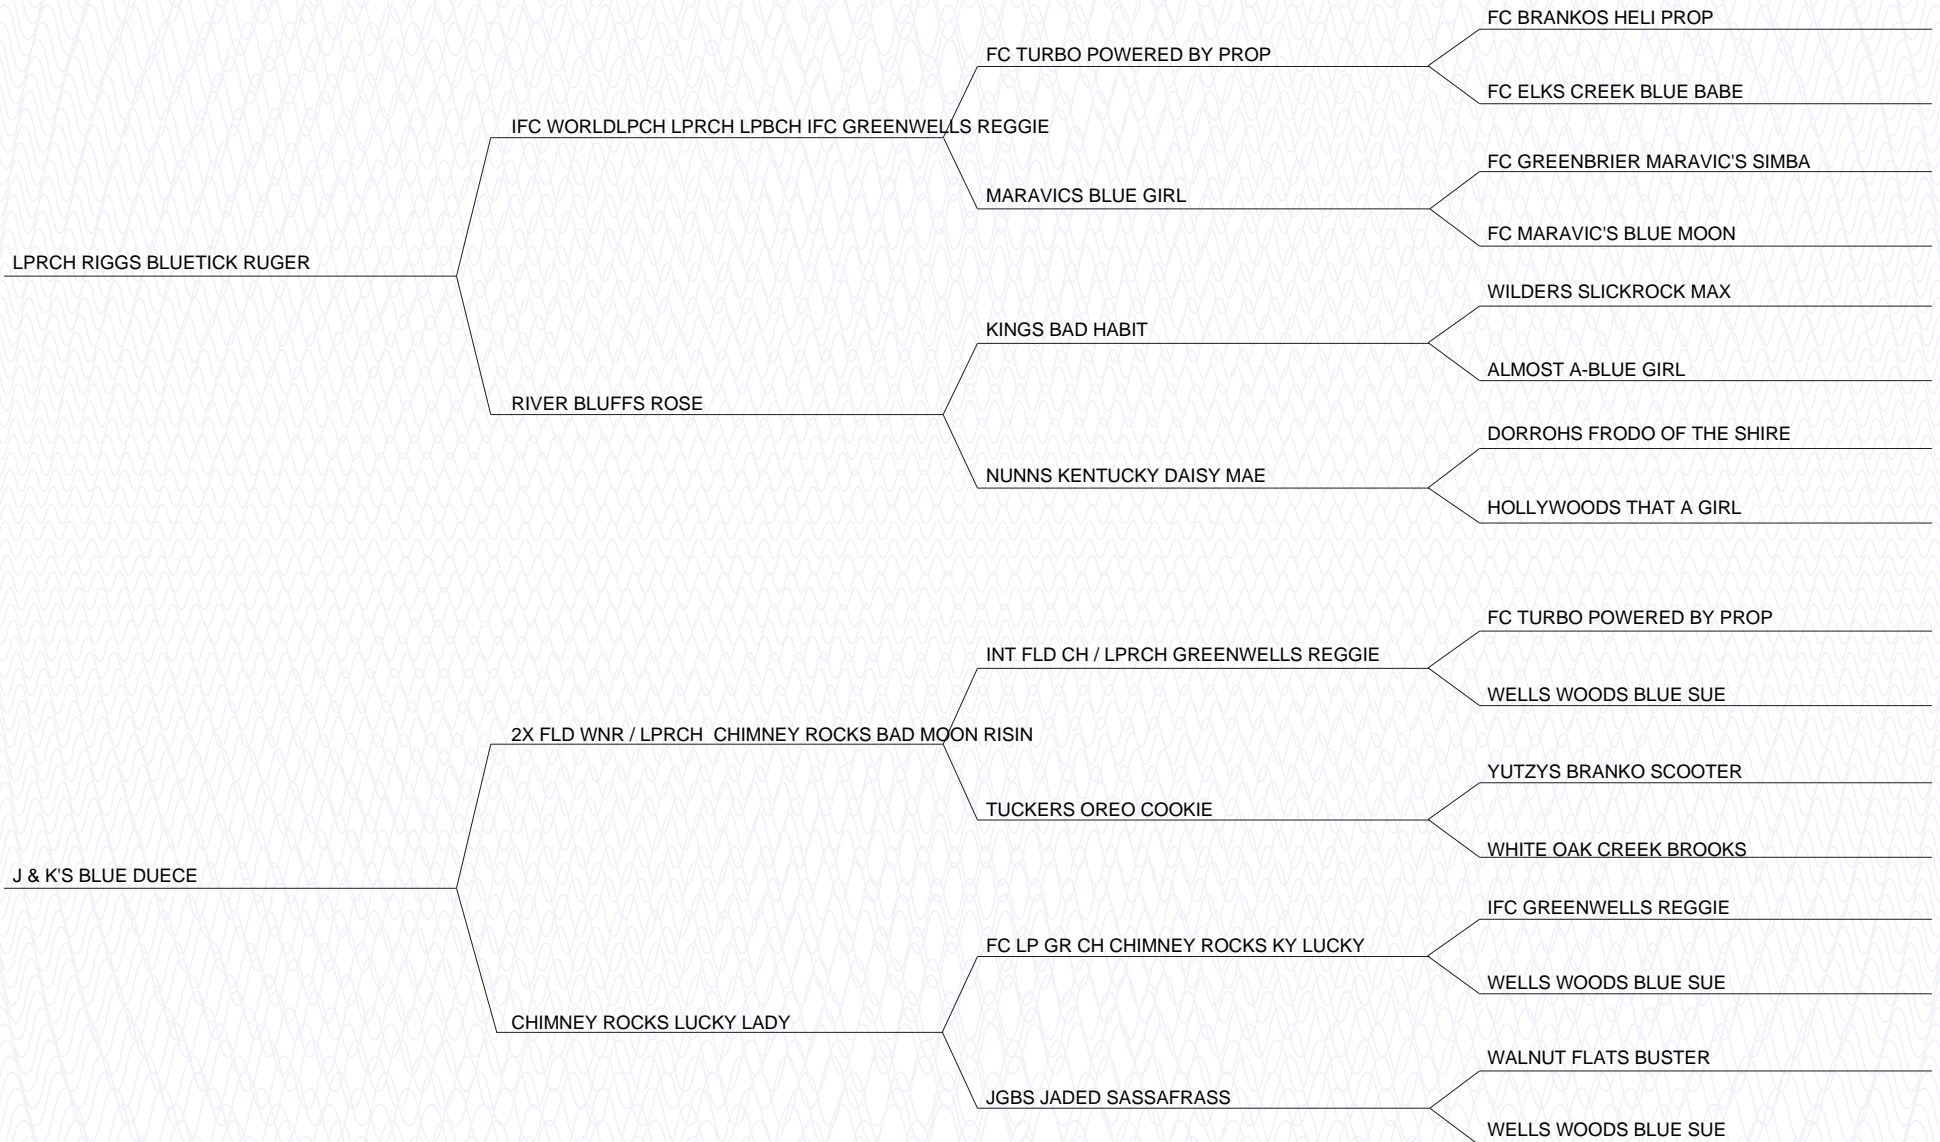 FC BRANKOS HELI PROP
FC TURBO POWERED BY PROP
FC ELKS CREEK BLUE BABE
IFC WORLDLPCH LPRCH LPBCH IFC GREENWELLS REGGIE
FC GREENBRIER MARAVIC'S SIMBA
MARAVICS BLUE GIRL
FC MARAVIC'S BLUE MOON
LPRCH RIGGS BLUETICK RUGER
WILDERS SLICKROCK MAX
KINGS BAD HABIT
ALMOST A-BLUE GIRL
RIVER BLUFFS ROSE
DORROHS FRODO OF THE SHIRE
NUNNS KENTUCKY DAISY MAE
HOLLYWOODS THAT A GIRL
FC TURBO POWERED BY PROP
INT FLD CH / LPRCH GREENWELLS REGGIE
WELLS WOODS BLUE SUE
2X FLD WNR / LPRCH  CHIMNEY ROCKS BAD MOON RISIN
YUTZYS BRANKO SCOOTER
TUCKERS OREO COOKIE
WHITE OAK CREEK BROOKS
J & K'S BLUE DUECE
IFC GREENWELLS REGGIE
FC LP GR CH CHIMNEY ROCKS KY LUCKY
WELLS WOODS BLUE SUE
CHIMNEY ROCKS LUCKY LADY
WALNUT FLATS BUSTER
JGBS JADED SASSAFRASS
WELLS WOODS BLUE SUE